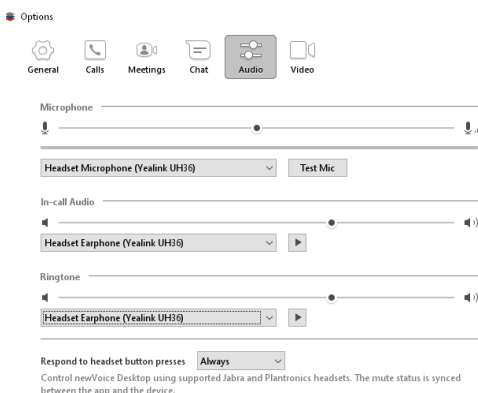 Options
General Calls Meetings Chat Audio Video
Microphone
Headset Microphone (Yealink UH36) Test Mic
In-call Audio
Headset Earphone (Yealink UH36)
Ringtone
Headset Earphone (Yealink UH36)
Respond to headset button presses Always
Control newVoice Desktop using supported Jabra and Plantronics headsets. The mute status is synced
between the app and the device.